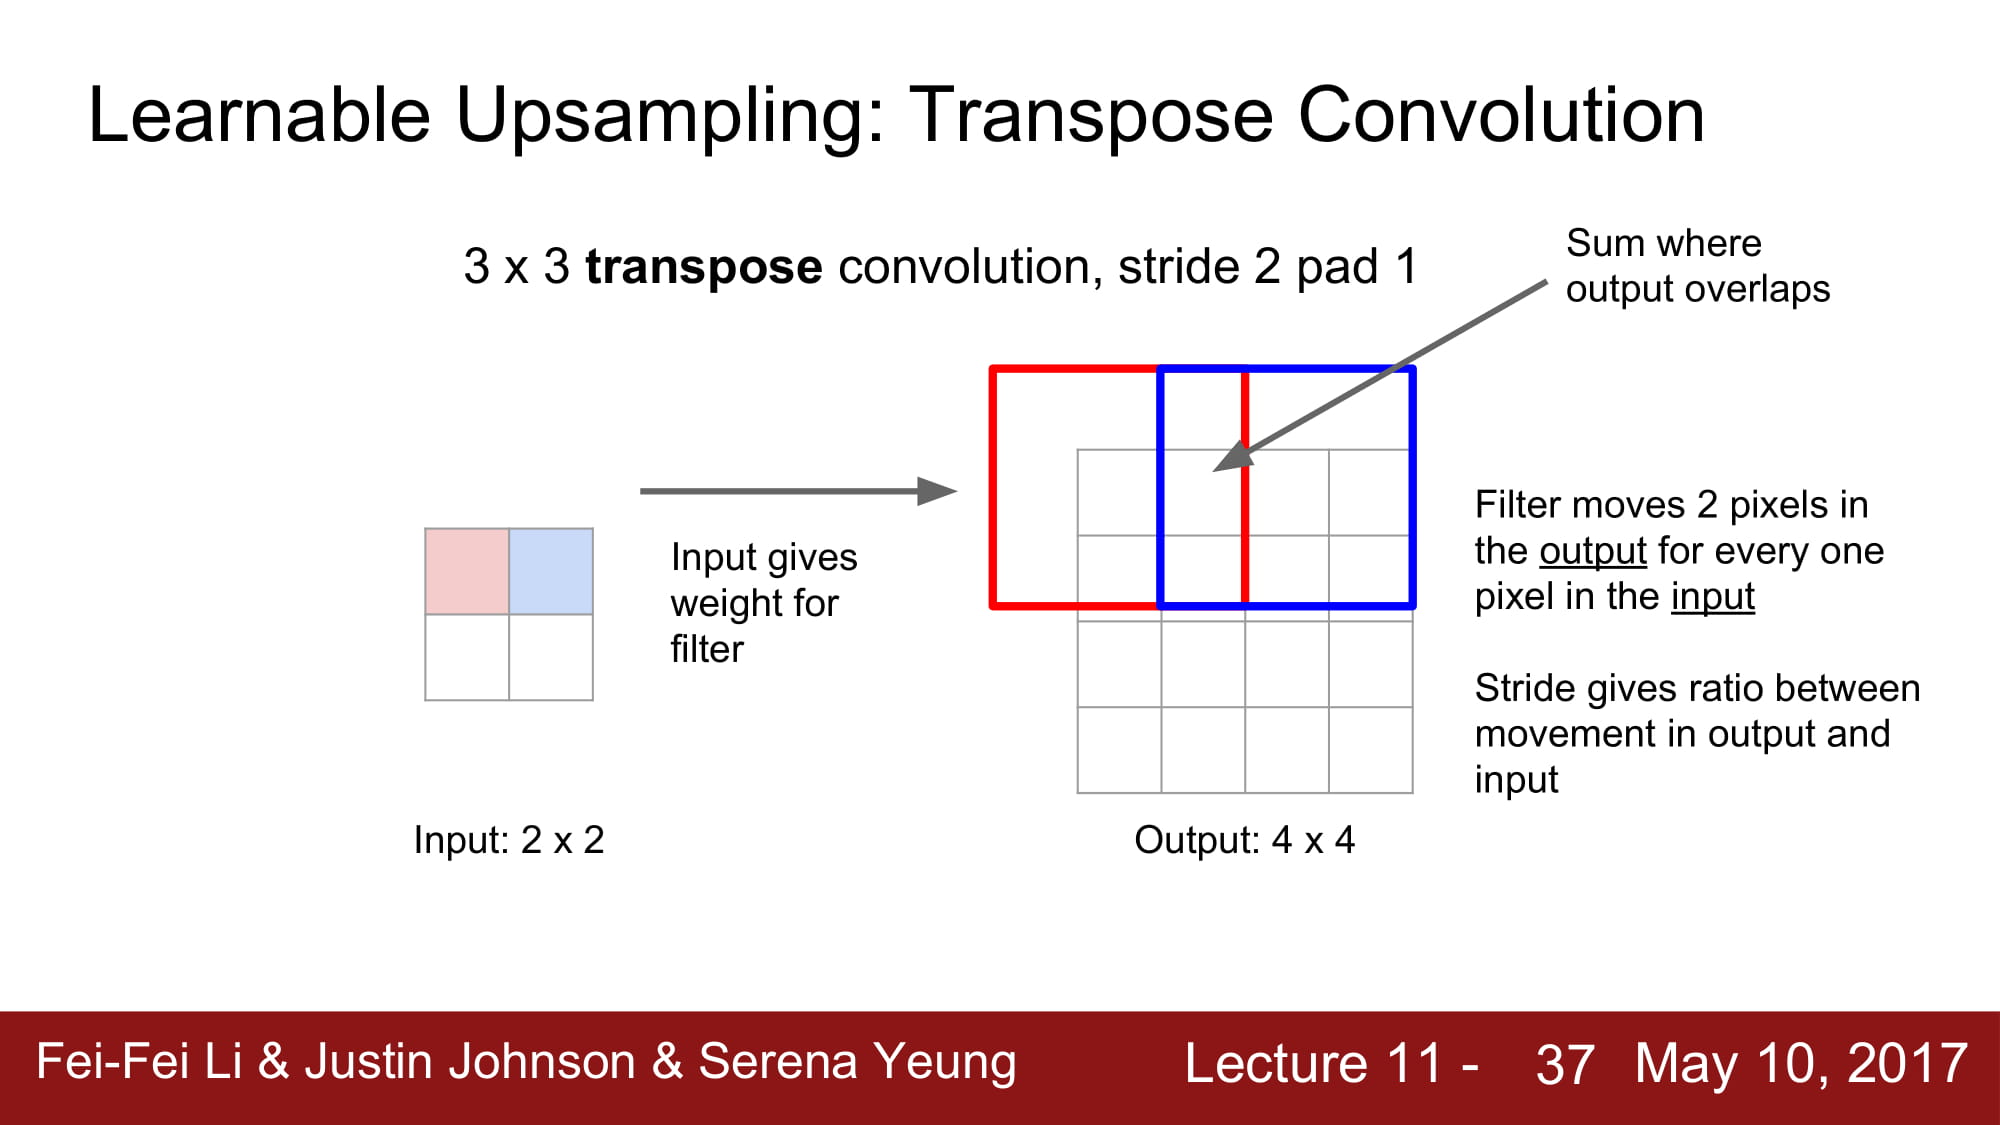 Learnable Upsampling: Transpose Convolution
3 x 3 transpose convolution, stride 2 pad 1
Sum where
output overlaps
Input gives
weight for
filter
Filter moves 2 pixels in
the output for every one
pixel in the input
Stride gives ratio between
movement in output and
input
Input: 2 x 2
Output: 4 x 4
Fei-Fei Li & Justin Johnson & Serena Yeung
Lecture 11 - 37 May 10, 2017